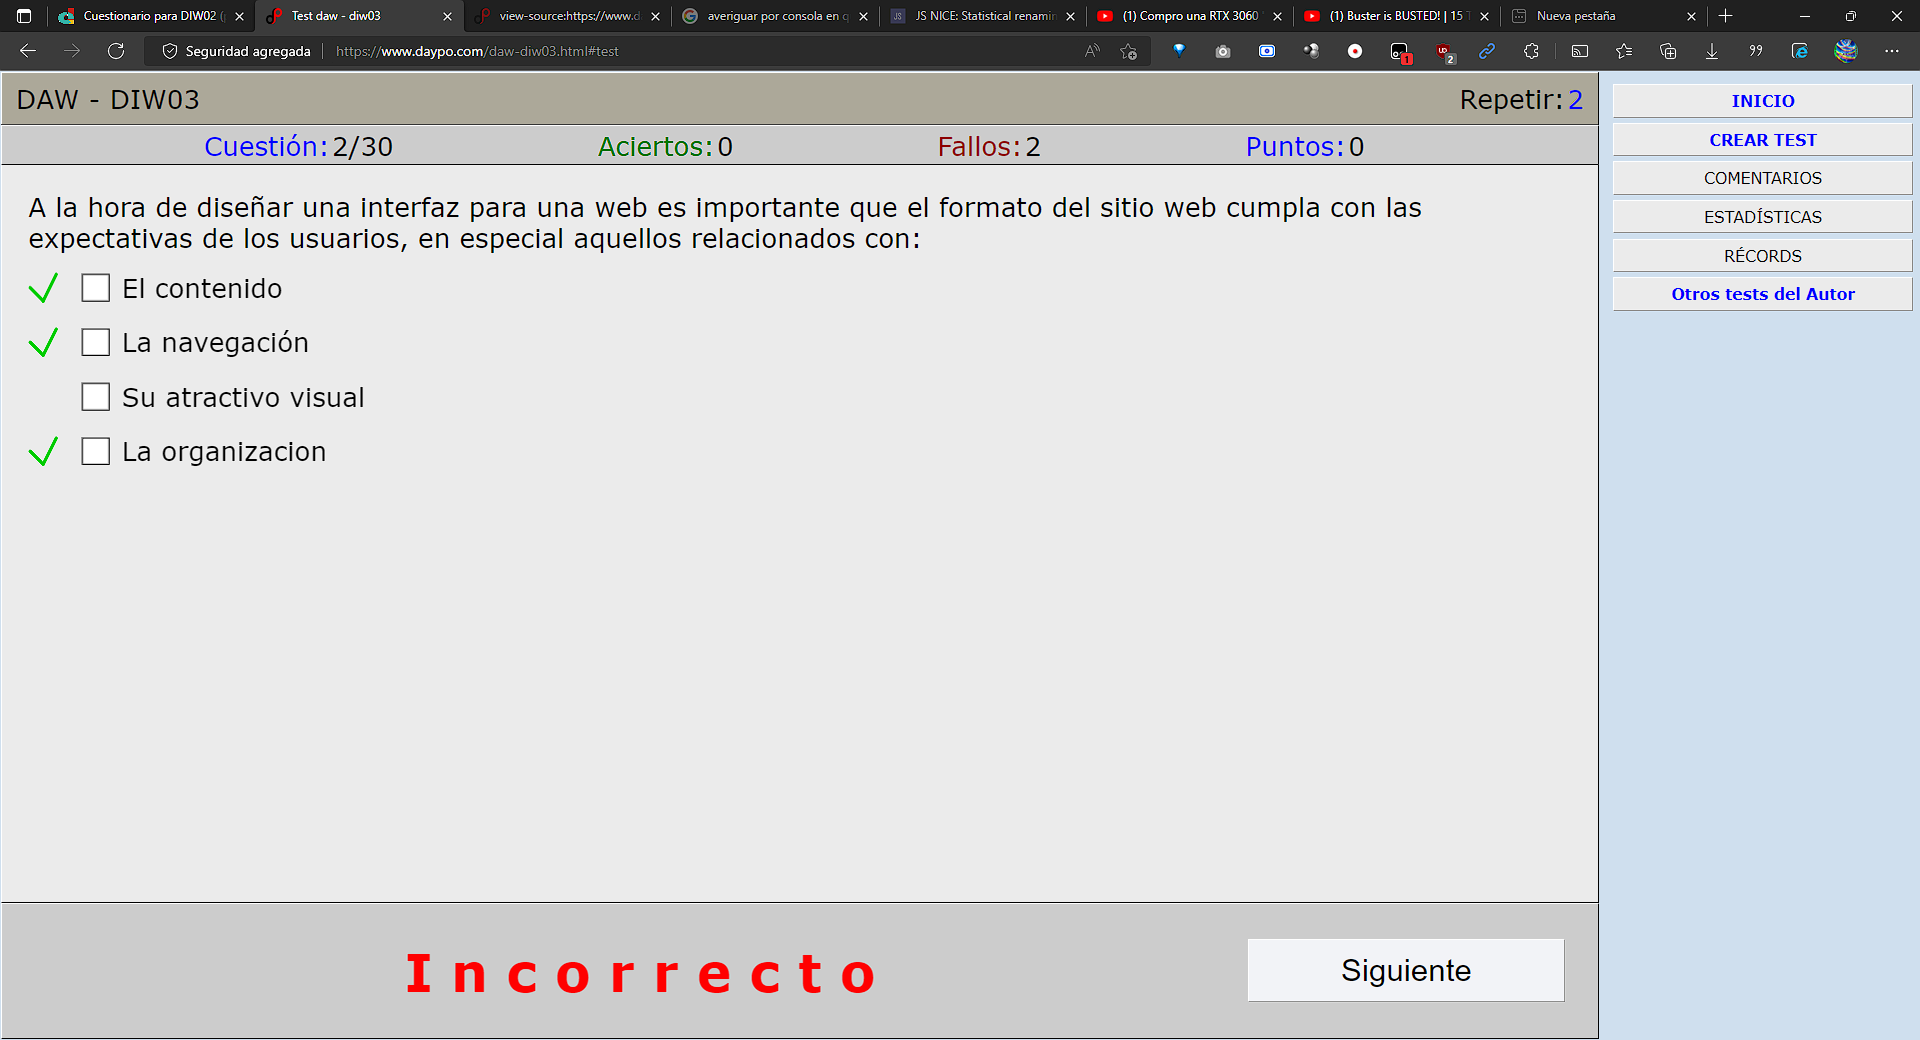 Cuestionario para DIW02 (
Test daw - diw03
view-source:https://www.d
averiguar por consola en q
JS NICE: Statistical renamin
(1) Compro una RTX 3060
(1) Buster is BUSTED! | 15
Nueva pestaña
Seguridad agregada
https://www.daypo.com/daw-diw03.html#test
1
2
DAW - DIW03
Repetir: 2
Cuestión: 2/30
Aciertos: 0
Fallos: 2
Puntos: 0
A la hora de diseñar una interfaz para una web es importante que el formato del sitio web cumpla con las
expectativas de los usuarios, en especial aquellos relacionados con:
El contenido
La navegación
Su atractivo visual
La organizacion
Incorrecto
Siguiente
INICIO
CREAR TEST
COMENTARIOS
ESTADÍSTICAS
RÉCORDS
Otros tests del Autor